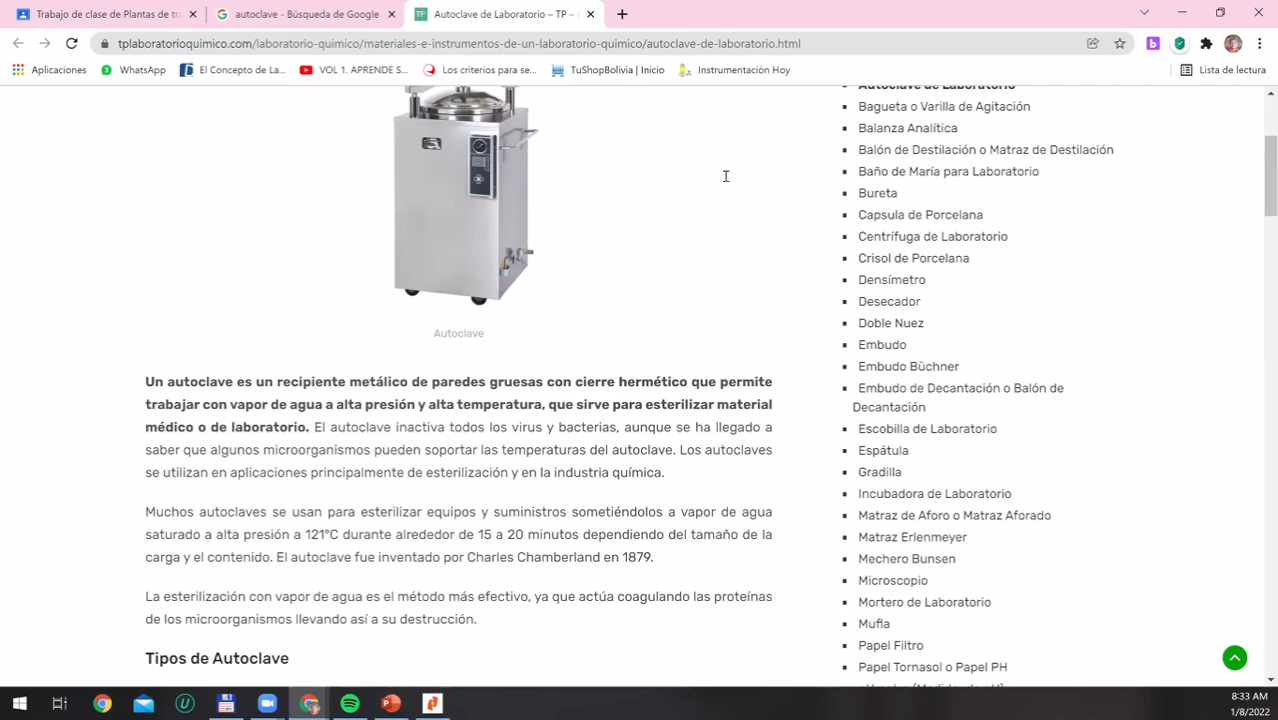 Trabajo de clase de Plantas de tr
autoclave - Búsqueda de Google
TP
Autoclave de Laboratorio – TP –
tplaboratorioquimico.com/laboratorio-quimico/materiales-e-instrumentos-de-un-laboratorio-quimico/autoclave-de-laboratorio.html
Aplicaciones
WhatsApp
El Concepto de La...
VOL 1. APRENDE S...
Los criterios para se...
TuShopBolivia | Inicio
Instrumentación Hoy
Lista de lectura
Autoclave
Un autoclave es un recipiente metálico de paredes gruesas con cierre hermético que permite
trabajar con vapor de agua a alta presión y alta temperatura, que sirve para esterilizar material
médico o de laboratorio. El autoclave inactiva todos los virus y bacterias, aunque se ha llegado a
saber que algunos microorganismos pueden soportar las temperaturas del autoclave. Los autoclaves
se utilizan en aplicaciones principalmente de esterilización y en la industria química.
Muchos autoclaves se usan para esterilizar equipos y suministros sometiéndolos a vapor de agua
saturado a alta presión a 121°C durante alrededor de 15 a 20 minutos dependiendo del tamaño de la
carga y el contenido. El autoclave fue inventado por Charles Chamberland en 1879.
La esterilización con vapor de agua es el método más efectivo, ya que actúa coagulando las proteínas
de los microorganismos llevando así a su destrucción.
Tipos de Autoclave
Autoclave de Laboratorio
Bagueta o Varilla de Agitación
Balanza Analítica
Balón de Destilación o Matraz de Destilación
Baño de María para Laboratorio
Bureta
Capsula de Porcelana
Centrífuga de Laboratorio
Crisol de Porcelana
Densímetro
Desecador
Doble Nuez
Embudo
Embudo Büchner
Embudo de Decantación o Balón de
Decantación
Escobilla de Laboratorio
Espátula
Gradilla
Incubadora de Laboratorio
Matraz de Aforo o Matraz Aforado
Matraz Erlenmeyer
Mechero Bunsen
Microscopio
Mortero de Laboratorio
Mufla
Papel Filtro
Papel Tornasol o Papel PH
8:33 AM
1/8/2022